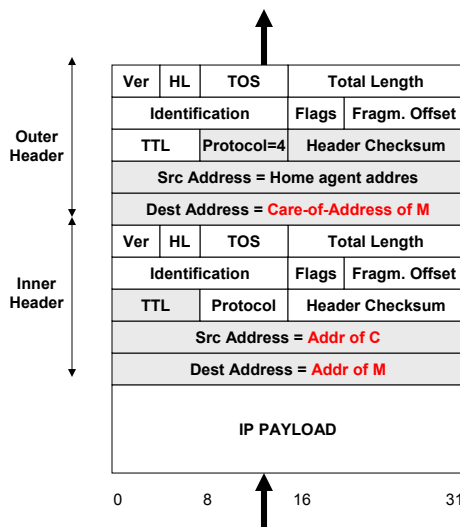 Ver HL TOS Total Length
Identification Flags Fragm. Offset
Outer Header
TTL Protocol=4 Header Checksum
Src Address = Home agent addres
Dest Address = Care-of-Address of M
Ver HL TOS Total Length
Identification Flags Fragm. Offset
Inner Header
TTL Protocol Header Checksum
Src Address = Addr of C
Dest Address = Addr of M
IP PAYLOAD
0 8 16 31